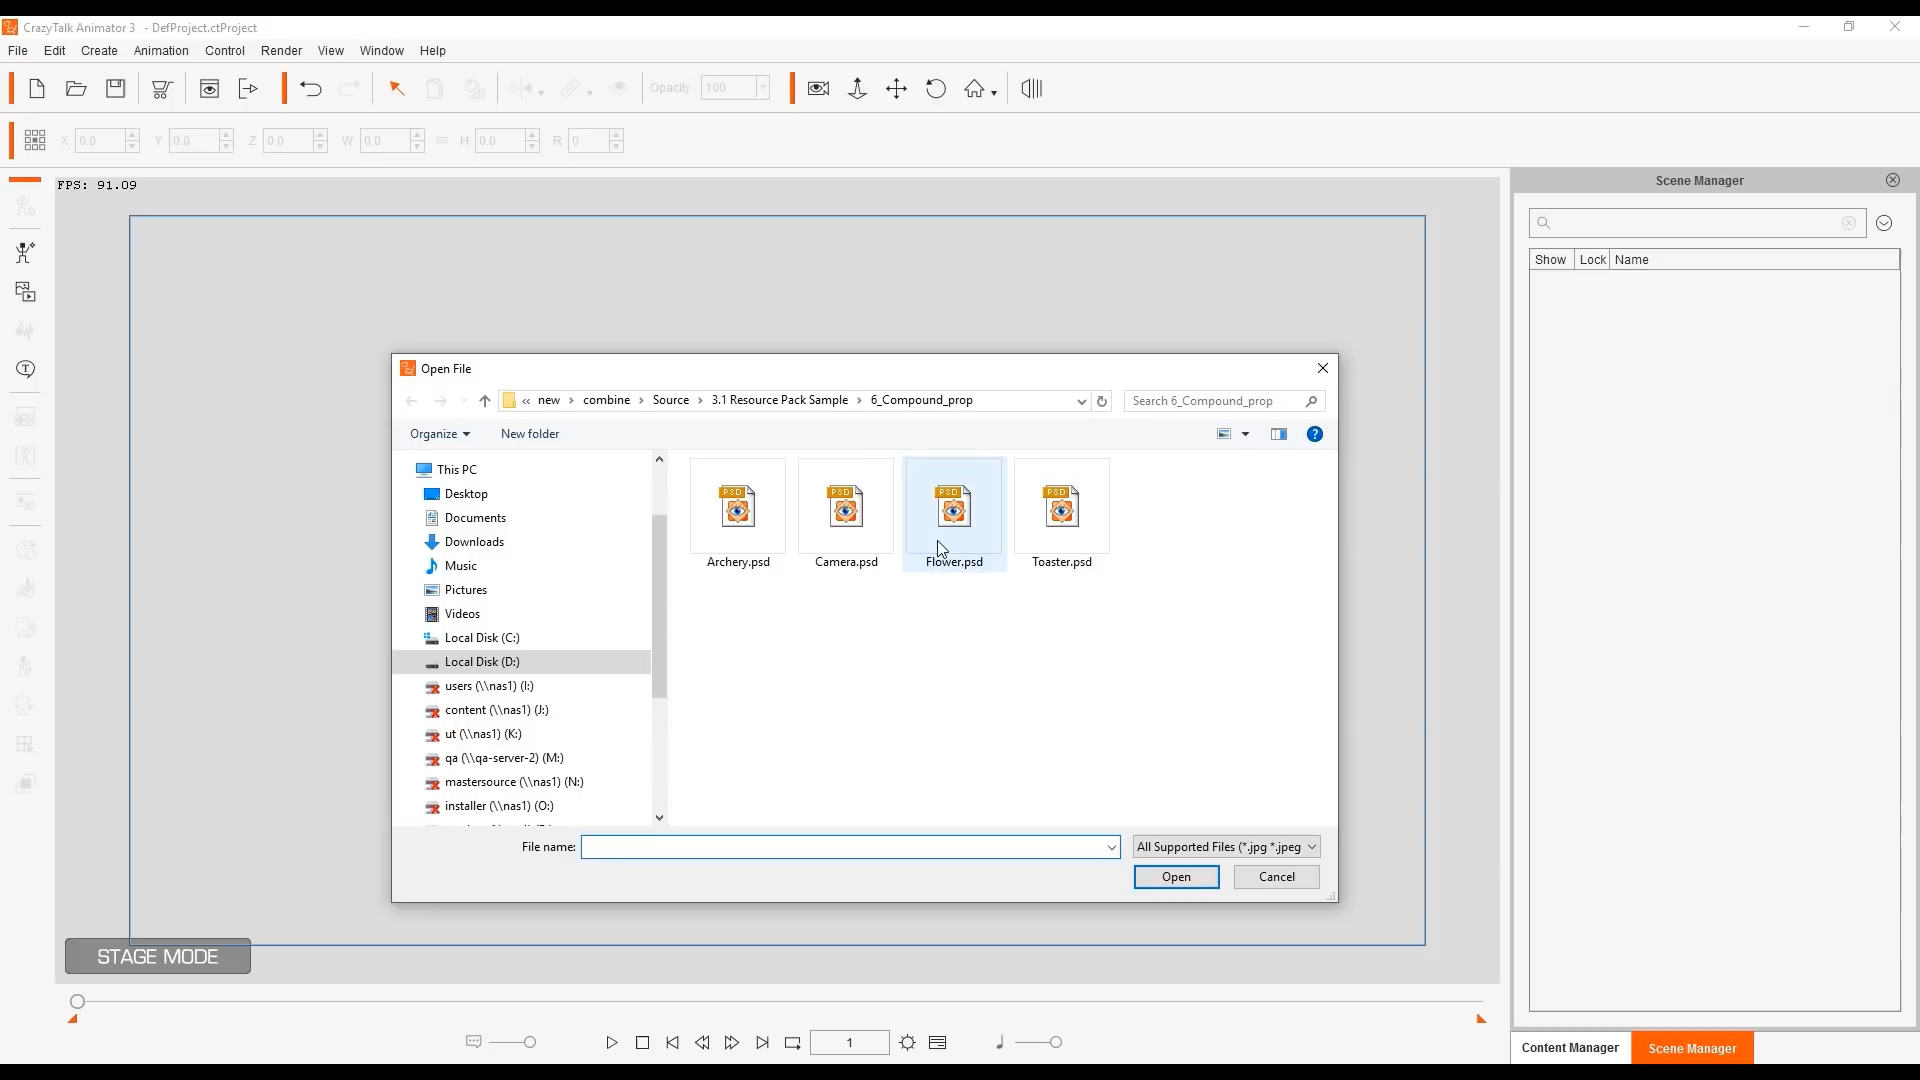 CrazyTalk Animator 3 - DefProject.ctProject
File Edit Create Animation Control Render View Window Help
Opacity: 100
X 0.0 Y 0.0 Z 0.0 W 0.0 H 0.0 R 0
FPS: 91.09
Scene Manager
Show Lock Name
Open File
« new › combine › Source › 3.1 Resource Pack Sample › 6_Compound_prop
Search 6_Compound_prop
Organize New folder
This PC
Desktop
Documents
Downloads
Music
Pictures
Videos
Local Disk (C:)
Local Disk (D:)
users (\\nas1) (I:)
content (\\nas1) (J:)
ut (\\nas1) (K:)
qa (\\qa-server-2) (M:)
mastersource (\\nas1) (N:)
installer (\\nas1) (O:)
PSD PSD PSD PSD
Archery.psd Camera.psd Flower.psd Toaster.psd
File name:
All Supported Files (*.jpg *.jpeg
Open Cancel
STAGE MODE
1
Content Manager Scene Manager